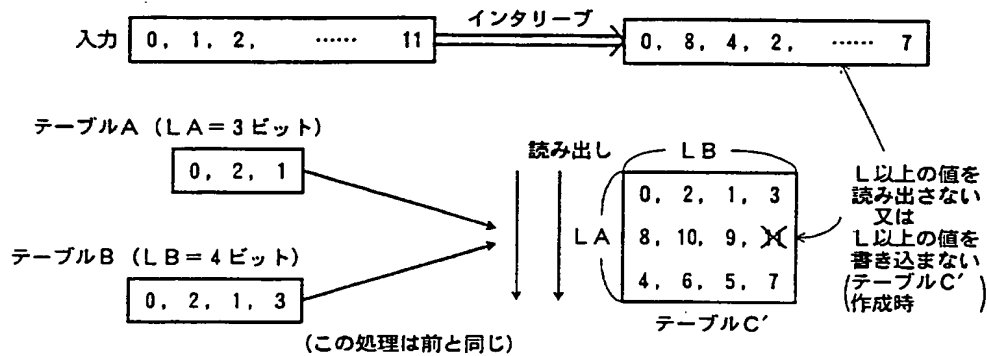 インタリーブ
入力 0, 1, 2, ‥‥‥ 11
0, 8, 4, 2, ‥‥‥ 7
テーブルA (LA=3ビット)
0, 2, 1
テーブルB (LB=4ビット)
0, 2, 1, 3
(この処理は前と同じ)
読み出し
LB
LA
0, 2, 1, 3
8, 10, 9, 11
4, 6, 5, 7
テーブルC′
L以上の値を
読み出さない
又は
L以上の値を
書き込まない
(テーブルC′
作成時)